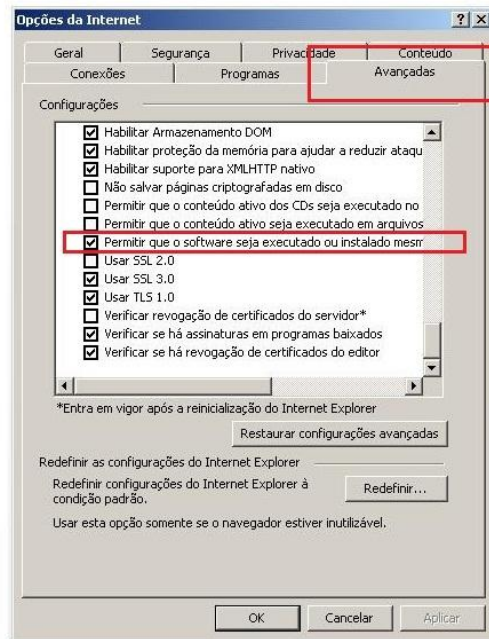 Opções da Internet
Geral Segurança Privacidade Conteúdo
Conexões Programas Avançadas
Configurações
Habilitar Armazenamento DOM
Habilitar proteção da memória para ajudar a reduzir ataqu
Habilitar suporte para XMLHTTP nativo
Não salvar páginas criptografadas em disco
Permitir que o conteúdo ativo dos CDs seja executado no
Permitir que o conteúdo ativo seja executado em arquivos
Permitir que o software seja executado ou instalado mesm
Usar SSL 2.0
Usar SSL 3.0
Usar TLS 1.0
Verificar revogação de certificados do servidor*
Verificar se há assinaturas em programas baixados
Verificar se há revogação de certificados do editor
*Entra em vigor após a reinicialização do Internet Explorer
Restaurar configurações avançadas
Redefinir as configurações do Internet Explorer
Redefinir configurações do Internet Explorer à
condição padrão.
Redefinir...
Usar esta opção somente se o navegador estiver inutilizável.
OK Cancelar Aplicar